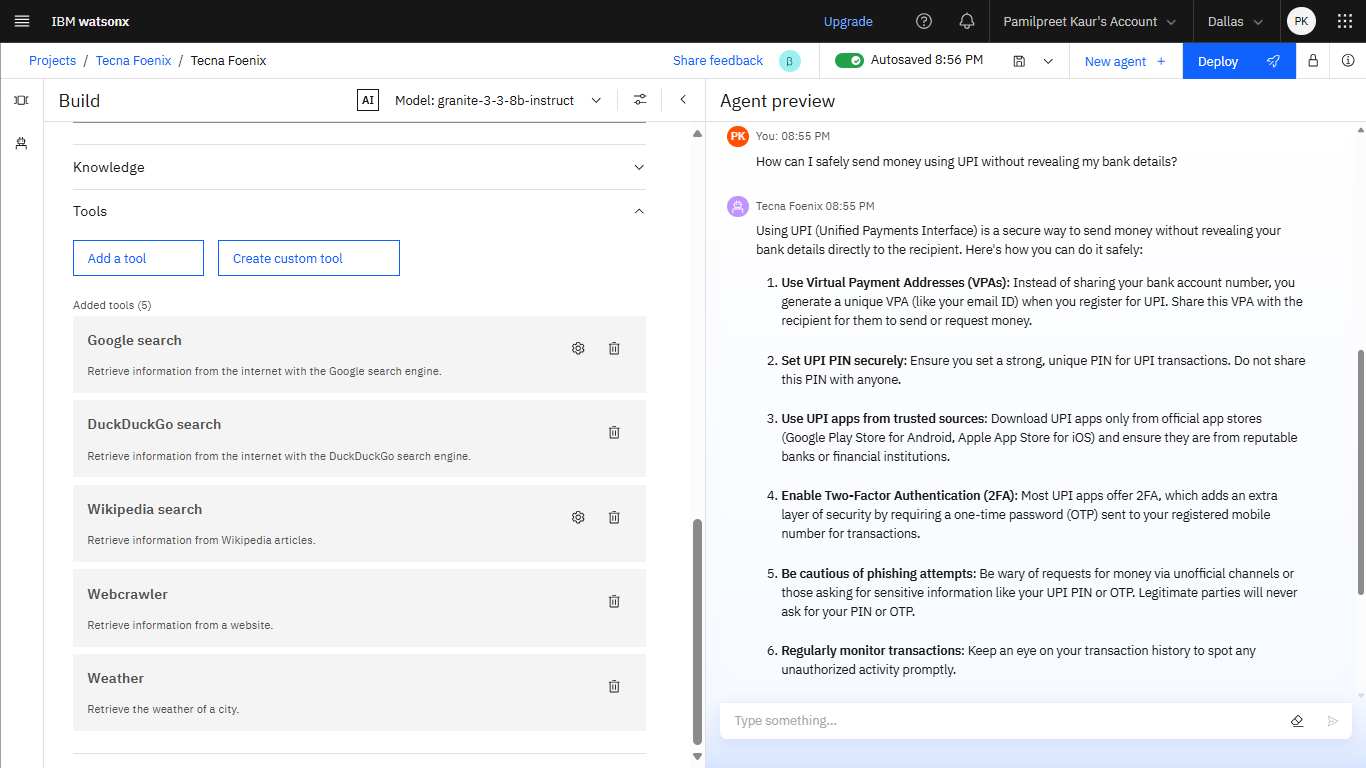 IBM watsonx
Upgrade
Pamilpreet Kaur's Account
Dallas
PK
Projects / Tecna Foenix / Tecna Foenix
Share feedback
β
Autosaved 8:56 PM
New agent +
Deploy
Build
AI
Model: granite-3-3-8b-instruct
Knowledge
Tools
Add a tool
Create custom tool
Added tools (5)
Google search
Retrieve information from the internet with the Google search engine.
DuckDuckGo search
Retrieve information from the internet with the DuckDuckGo search engine.
Wikipedia search
Retrieve information from Wikipedia articles.
Webcrawler
Retrieve information from a website.
Weather
Retrieve the weather of a city.
Agent preview
PK
You: 08:55 PM
How can I safely send money using UPI without revealing my bank details?
Tecna Foenix 08:55 PM
Using UPI (Unified Payments Interface) is a secure way to send money without revealing your
bank details directly to the recipient. Here's how you can do it safely:
1. Use Virtual Payment Addresses (VPAs): Instead of sharing your bank account number, you
generate a unique VPA (like your email ID) when you register for UPI. Share this VPA with the
recipient for them to send or request money.
2. Set UPI PIN securely: Ensure you set a strong, unique PIN for UPI transactions. Do not share
this PIN with anyone.
3. Use UPI apps from trusted sources: Download UPI apps only from official app stores
(Google Play Store for Android, Apple App Store for iOS) and ensure they are from reputable
banks or financial institutions.
4. Enable Two-Factor Authentication (2FA): Most UPI apps offer 2FA, which adds an extra
layer of security by requiring a one-time password (OTP) sent to your registered mobile
number for transactions.
5. Be cautious of phishing attempts: Be wary of requests for money via unofficial channels or
those asking for sensitive information like your UPI PIN or OTP. Legitimate parties will never
ask for your PIN or OTP.
6. Regularly monitor transactions: Keep an eye on your transaction history to spot any
unauthorized activity promptly.
Type something...